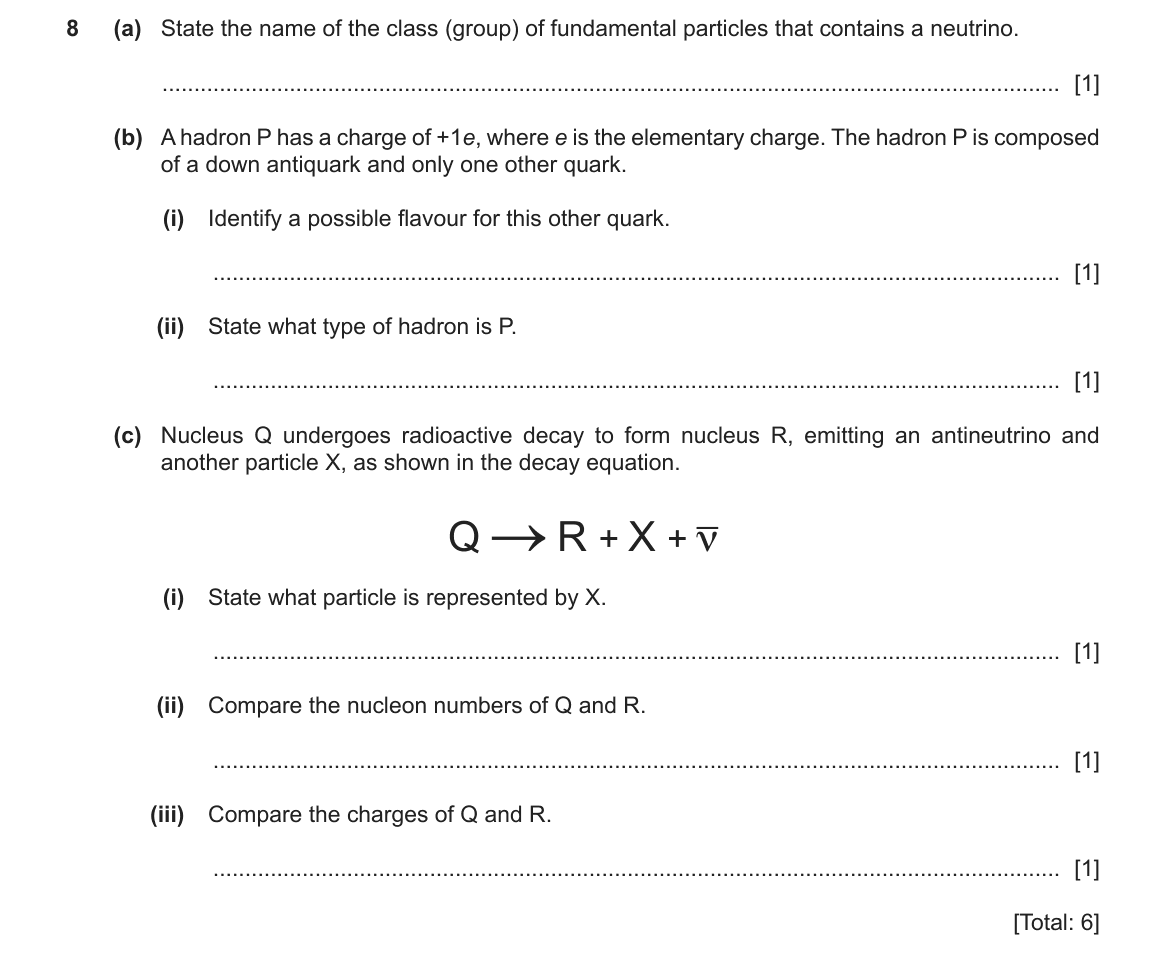 8 (a) State the name of the class (group) of fundamental particles that contains a neutrino.
.................................................................................................................................................... [1]
(b) A hadron P has a charge of +1e, where e is the elementary charge. The hadron P is composed
of a down antiquark and only one other quark.
(i) Identify a possible flavour for this other quark.
............................................................................................................................................ [1]
(ii) State what type of hadron is P.
............................................................................................................................................ [1]
(c) Nucleus Q undergoes radioactive decay to form nucleus R, emitting an antineutrino and
another particle X, as shown in the decay equation.
Q ⟶ R + X + ν̅
(i) State what particle is represented by X.
............................................................................................................................................ [1]
(ii) Compare the nucleon numbers of Q and R.
............................................................................................................................................ [1]
(iii) Compare the charges of Q and R.
............................................................................................................................................ [1]
[Total: 6]